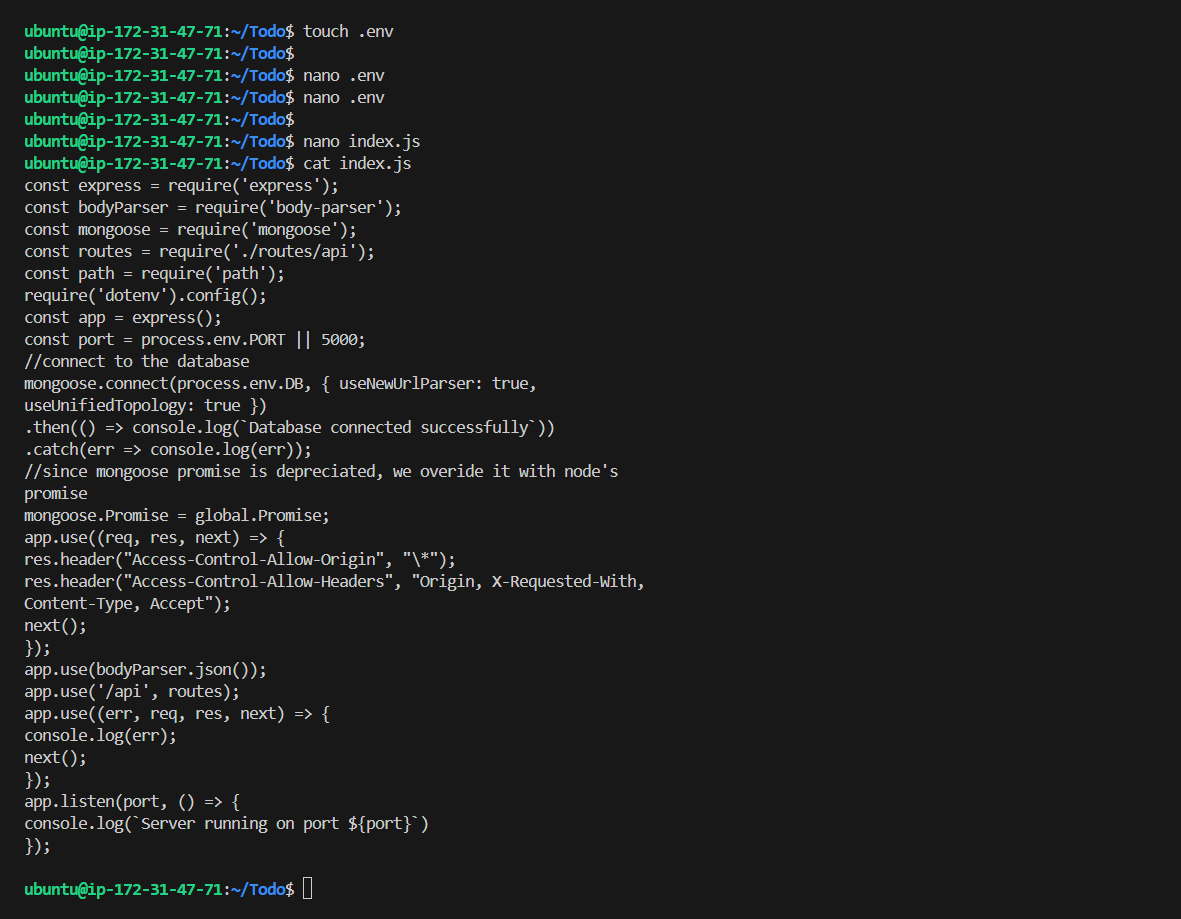 ubuntu@ip-172-31-47-71:~/Todo$ touch .env
ubuntu@ip-172-31-47-71:~/Todo$
ubuntu@ip-172-31-47-71:~/Todo$ nano .env
ubuntu@ip-172-31-47-71:~/Todo$ nano .env
ubuntu@ip-172-31-47-71:~/Todo$
ubuntu@ip-172-31-47-71:~/Todo$ nano index.js
ubuntu@ip-172-31-47-71:~/Todo$ cat index.js
const express = require('express');
const bodyParser = require('body-parser');
const mongoose = require('mongoose');
const routes = require('./routes/api');
const path = require('path');
require('dotenv').config();
const app = express();
const port = process.env.PORT || 5000;
//connect to the database
mongoose.connect(process.env.DB, { useNewUrlParser: true,
useUnifiedTopology: true })
.then(() => console.log(`Database connected successfully`))
.catch(err => console.log(err));
//since mongoose promise is depreciated, we overide it with node's
promise
mongoose.Promise = global.Promise;
app.use((req, res, next) => {
res.header("Access-Control-Allow-Origin", "\*");
res.header("Access-Control-Allow-Headers", "Origin, X-Requested-With,
Content-Type, Accept");
next();
});
app.use(bodyParser.json());
app.use('/api', routes);
app.use((err, req, res, next) => {
console.log(err);
next();
});
app.listen(port, () => {
console.log(`Server running on port ${port}`)
});
ubuntu@ip-172-31-47-71:~/Todo$